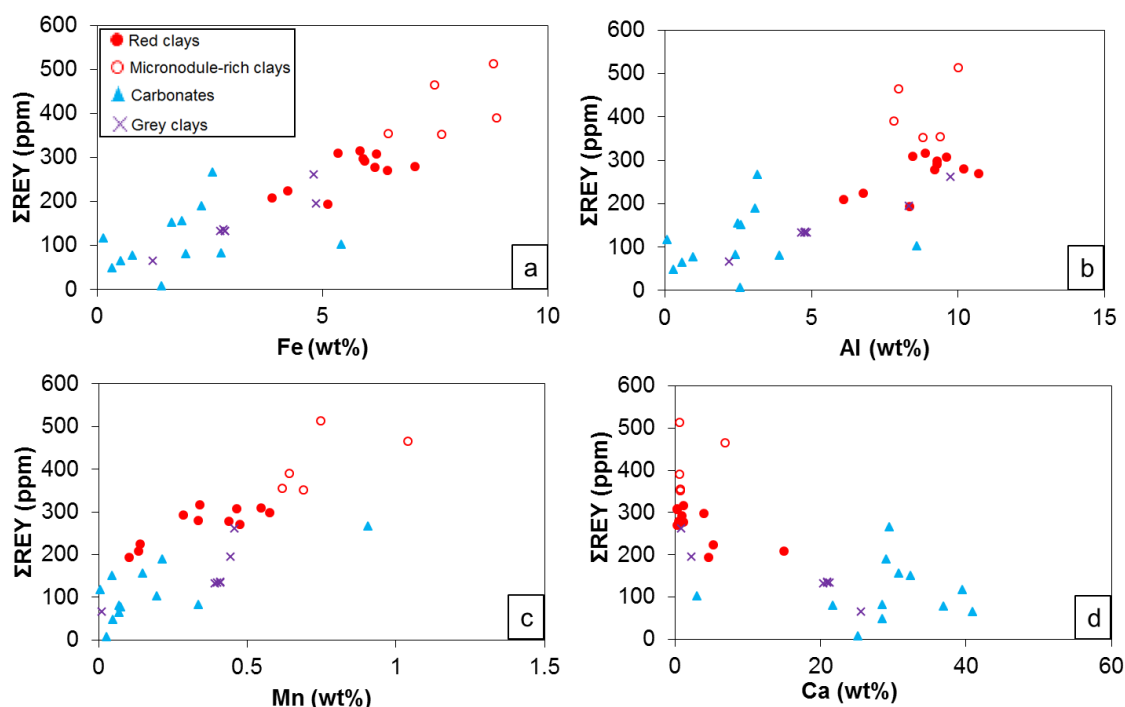 600
500
400
300
200
100
0
ΣREY (ppm)
Red clays
Micronodule-rich clays
Carbonates
Grey clays
a
0 5 10
Fe (wt%)
600
500
400
300
200
100
0
ΣREY (ppm)
b
0 5 10 15
Al (wt%)
600
500
400
300
200
100
0
ΣREY (ppm)
c
0 0.5 1 1.5
Mn (wt%)
600
500
400
300
200
100
0
ΣREY (ppm)
d
0 20 40 60
Ca (wt%)